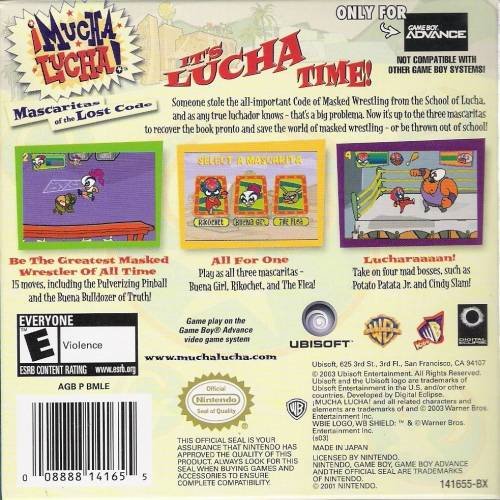 ONLY FOR
GAME BOY
ADVANCE
NOT COMPATIBLE WITH
OTHER GAME BOY SYSTEMS!
¡MUCHA
LUCHA!
Mascaritas
of the Lost Code
IT'S
LUCHA
TIME!
Someone stole the all-important Code of Masked Wrestling from the School of Lucha,
and as any true luchador knows - that's a big problem. Now it's up to the three mascaritas
to recover the book pronto and save the world of masked wrestling - or be thrown out of school!
2
SELECT A MASCARITA
RIKOCHET
BUENA GIRL
THE FLEA
4
Be The Greatest Masked
Wrestler Of All Time
15 moves, including the Pulverizing Pinball
and the Buena Bulldozer of Truth!
All For One
Play as all three mascaritas -
Buena Girl, Rikochet, and The Flea!
Lucharaaaan!
Take on four mad bosses, such as
Potato Patata Jr. and Cindy Slam!
EVERYONE
E
Violence
ESRB CONTENT RATING www.esrb.org
AGB P BMLE
Game play on the
Game Boy® Advance
video game system
www.muchalucha.com
UBISOFT™
WB
DIGITAL
ECLIPSE
Official
Nintendo
Seal of Quality
THIS OFFICIAL SEAL IS YOUR
ASSURANCE THAT NINTENDO HAS
APPROVED THE QUALITY OF THIS
PRODUCT. ALWAYS LOOK FOR THIS
SEAL WHEN BUYING GAMES AND
ACCESSORIES TO ENSURE
COMPLETE COMPATIBILITY.
Ubisoft, 625 3rd St., 3rd Fl., San Francisco, CA 94107
© 2003 Ubisoft Entertainment. All Rights Reserved.
Ubisoft and the Ubisoft logo are trademarks of
Ubisoft Entertainment in the U.S. and/or other
countries. Developed by Digital Eclipse.
¡MUCHA LUCHA! and all related characters and
elements are trademarks of and © 2003 Warner Bros.
Entertainment Inc.
WBIE LOGO, WB SHIELD: ™ & © Warner Bros.
Entertainment Inc.
(s03)
MADE IN JAPAN
LICENSED BY NINTENDO.
NINTENDO, GAME BOY, GAME BOY ADVANCE
AND THE OFFICIAL SEAL ARE TRADEMARKS
OF NINTENDO.
© 2001 NINTENDO.
141655-BX
0 08888 14165 5